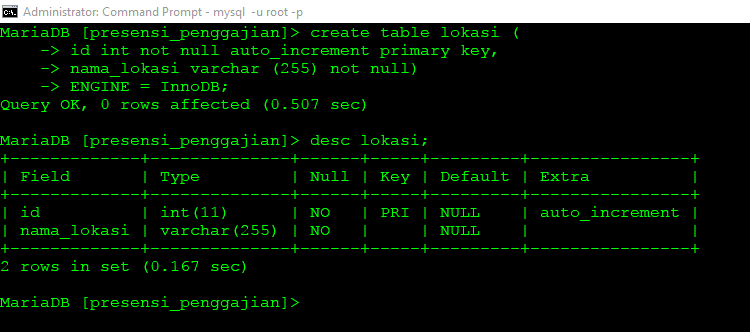 Administrator: Command Prompt - mysql -u root -p
MariaDB [presensi_penggajian]> create table lokasi (
    -> id int not null auto_increment primary key,
    -> nama_lokasi varchar (255) not null)
    -> ENGINE = InnoDB;
Query OK, 0 rows affected (0.507 sec)

MariaDB [presensi_penggajian]> desc lokasi;
+-------------+--------------+------+-----+---------+----------------+
| Field       | Type         | Null | Key | Default | Extra          |
+-------------+--------------+------+-----+---------+----------------+
| id          | int(11)      | NO   | PRI | NULL    | auto_increment |
| nama_lokasi | varchar(255) | NO   |     | NULL    |                |
+-------------+--------------+------+-----+---------+----------------+
2 rows in set (0.167 sec)

MariaDB [presensi_penggajian]>